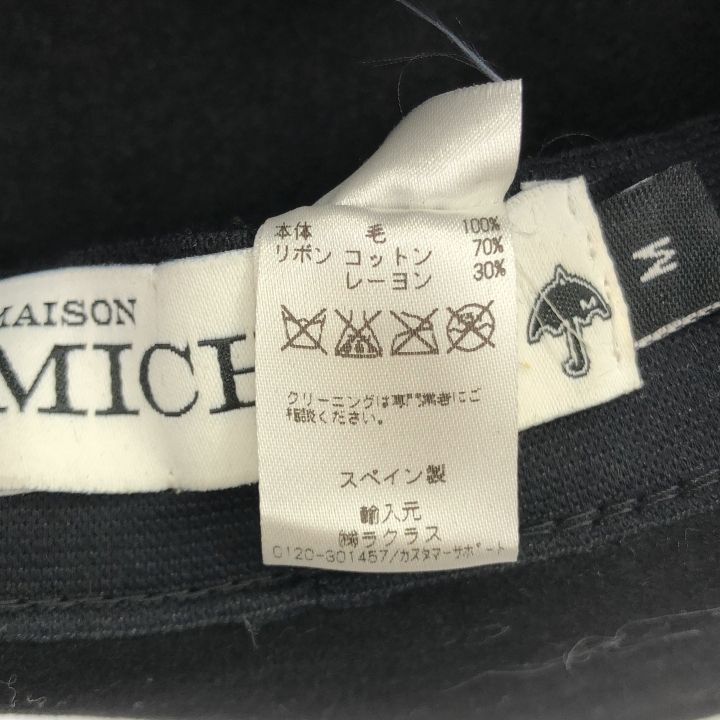 MAISON
MICH
M
本体 毛 100%
リボン コットン 70%
レーヨン 30%
クリーニングは専門業者にご
相談ください。
スペイン製
輸入元
㈱ラクラス
0120-301457/カスタマーサポート